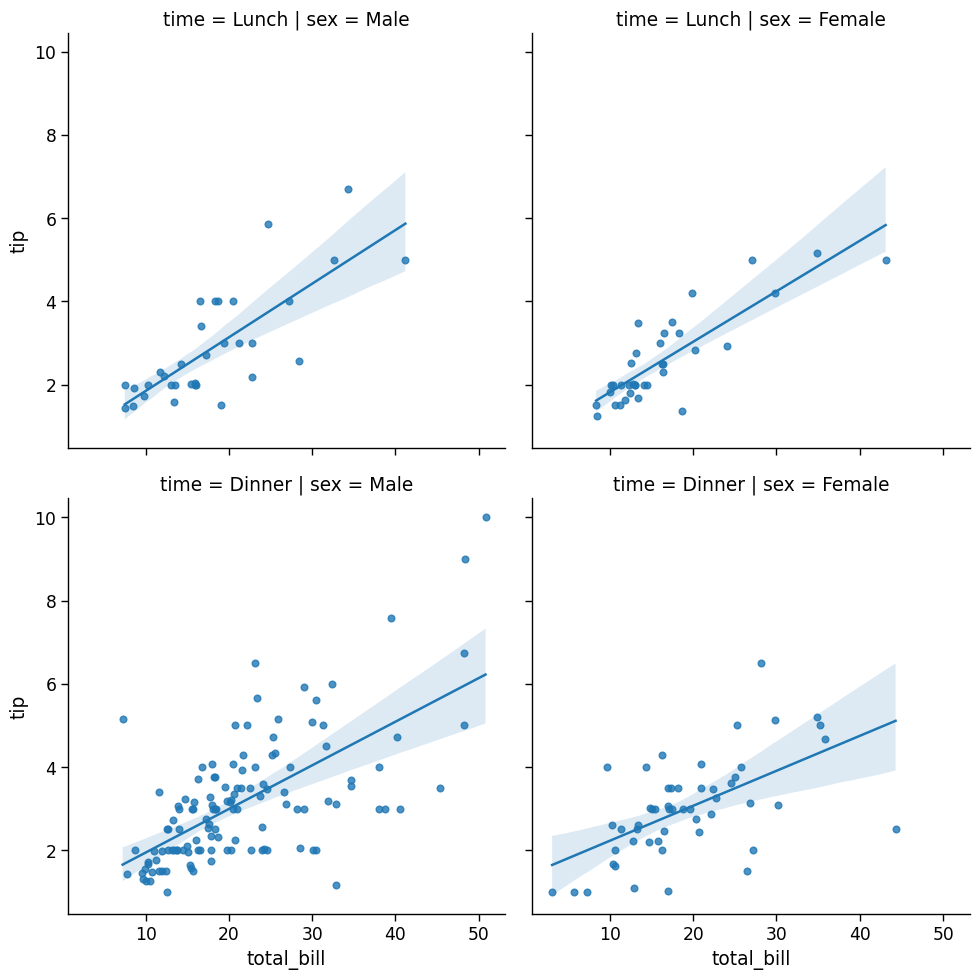 time = Lunch | sex = Male
time = Lunch | sex = Female
10
8
6
4
2
tip
time = Dinner | sex = Male
time = Dinner | sex = Female
10
8
6
4
2
tip
10 20 30 40 50
10 20 30 40 50
total_bill
total_bill